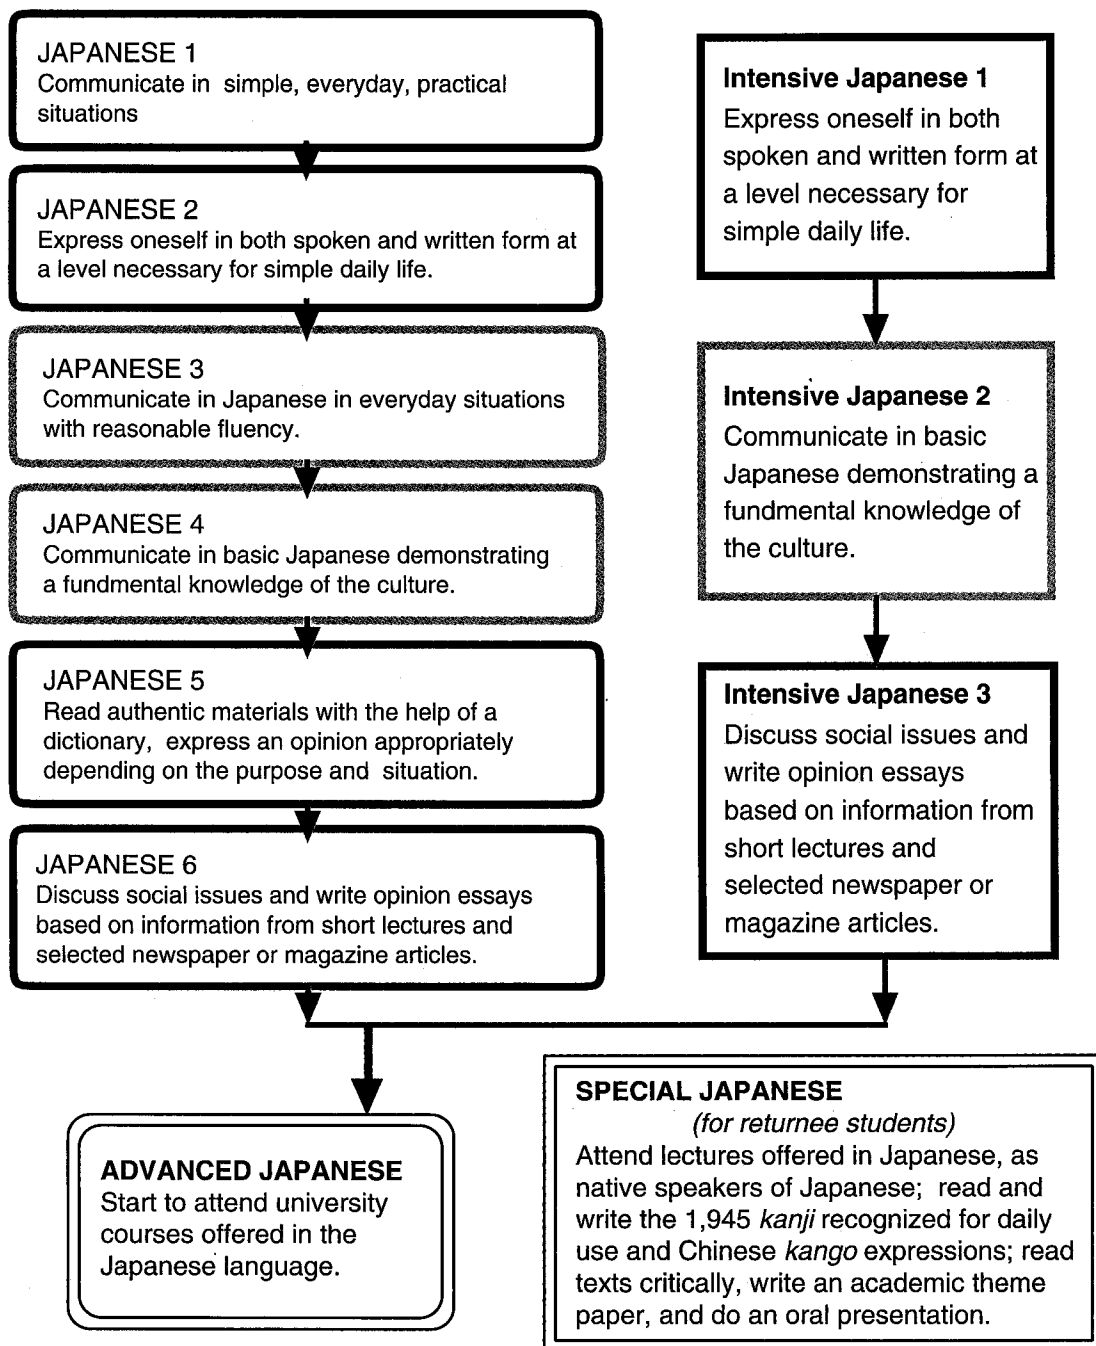 JAPANESE 1
Communicate in simple, everyday, practical
situations
JAPANESE 2
Express oneself in both spoken and written form at
a level necessary for simple daily life.
JAPANESE 3
Communicate in Japanese in everyday situations
with reasonable fluency.
JAPANESE 4
Communicate in basic Japanese demonstrating
a fundmental knowledge of the culture.
JAPANESE 5
Read authentic materials with the help of a
dictionary, express an opinion appropriately
depending on the purpose and situation.
JAPANESE 6
Discuss social issues and write opinion essays
based on information from short lectures and
selected newspaper or magazine articles.
Intensive Japanese 1
Express oneself in both
spoken and written form at
a level necessary for
simple daily life.
Intensive Japanese 2
Communicate in basic
Japanese demonstrating a
fundmental knowledge of
the culture.
Intensive Japanese 3
Discuss social issues and
write opinion essays
based on information from
short lectures and
selected newspaper or
magazine articles.
ADVANCED JAPANESE
Start to attend university
courses offered in the
Japanese language.
SPECIAL JAPANESE
(for returnee students)
Attend lectures offered in Japanese, as
native speakers of Japanese; read and
write the 1,945 kanji recognized for daily
use and Chinese kango expressions; read
texts critically, write an academic theme
paper, and do an oral presentation.